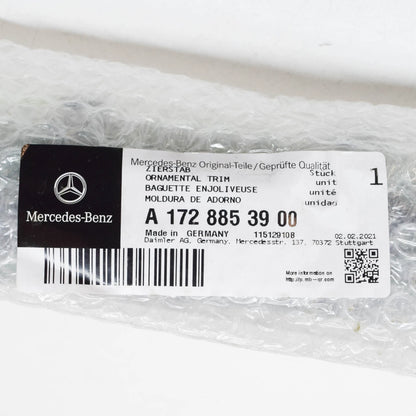 Mercedes-Benz
Mercedes-Benz Original-Teile/Geprüfte Qualität
ZIERSTAB
ORNAMENTAL TRIM
BAGUETTE ENJOLIVEUSE
MOLDURA DE ADORNO
Stück
unit
unité
unidad
1
A 172 885 39 00
Made in GERMANY 115129108 02.02.2021
Daimler AG, Germany, Mercedesstr. 137, 70372 Stuttgart
More information on